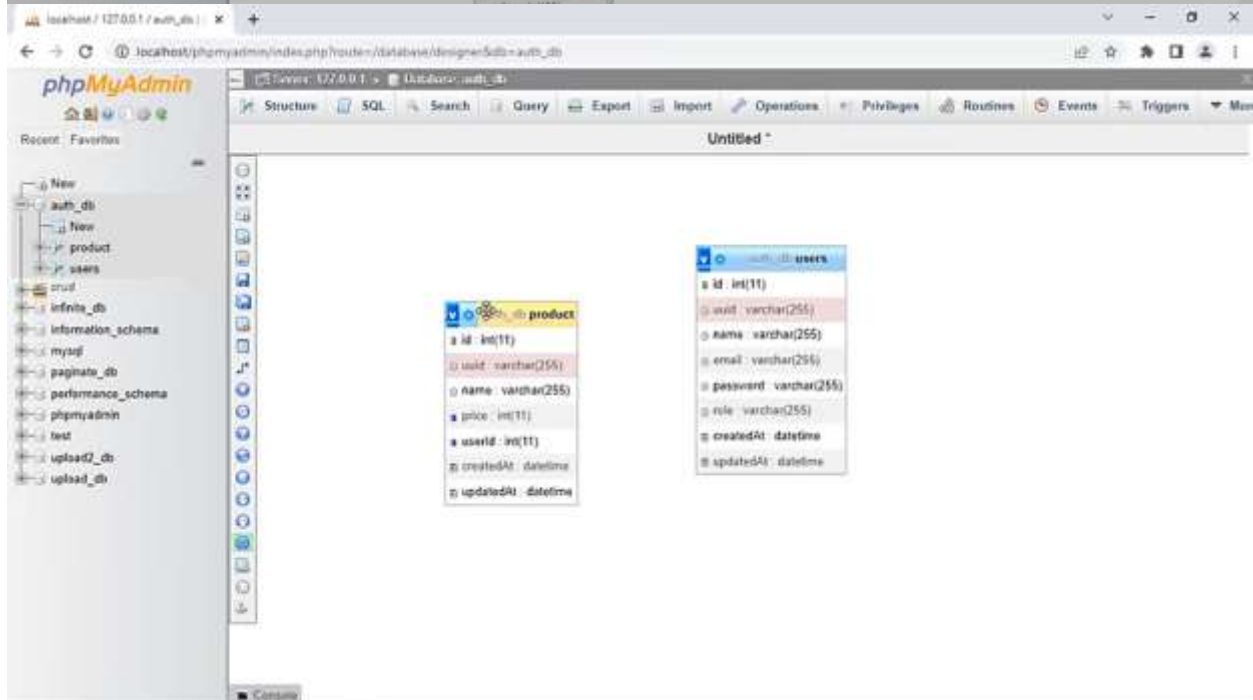 localhost / 127.0.0.1 / auth_db |
localhost/phpmyadmin/index.php?route=/database/designer&db=auth_db
phpMyAdmin
Recent Favorites
New
auth_db
New
product
users
crud
infinite_db
information_schema
mysql
paginate_db
performance_schema
phpmyadmin
test
upload2_db
upload_db
Server: 127.0.0.1 » Database: auth_db
Structure SQL Search Query Export Import Operations Privileges Routines Events Triggers More
Untitled *
product
id : int(11)
uuid : varchar(255)
name : varchar(255)
price : int(11)
userId : int(11)
createdAt : datetime
updatedAt : datetime
auth_db users
id : int(11)
uuid : varchar(255)
name : varchar(255)
email : varchar(255)
password : varchar(255)
role : varchar(255)
createdAt : datetime
updatedAt : datetime
Console